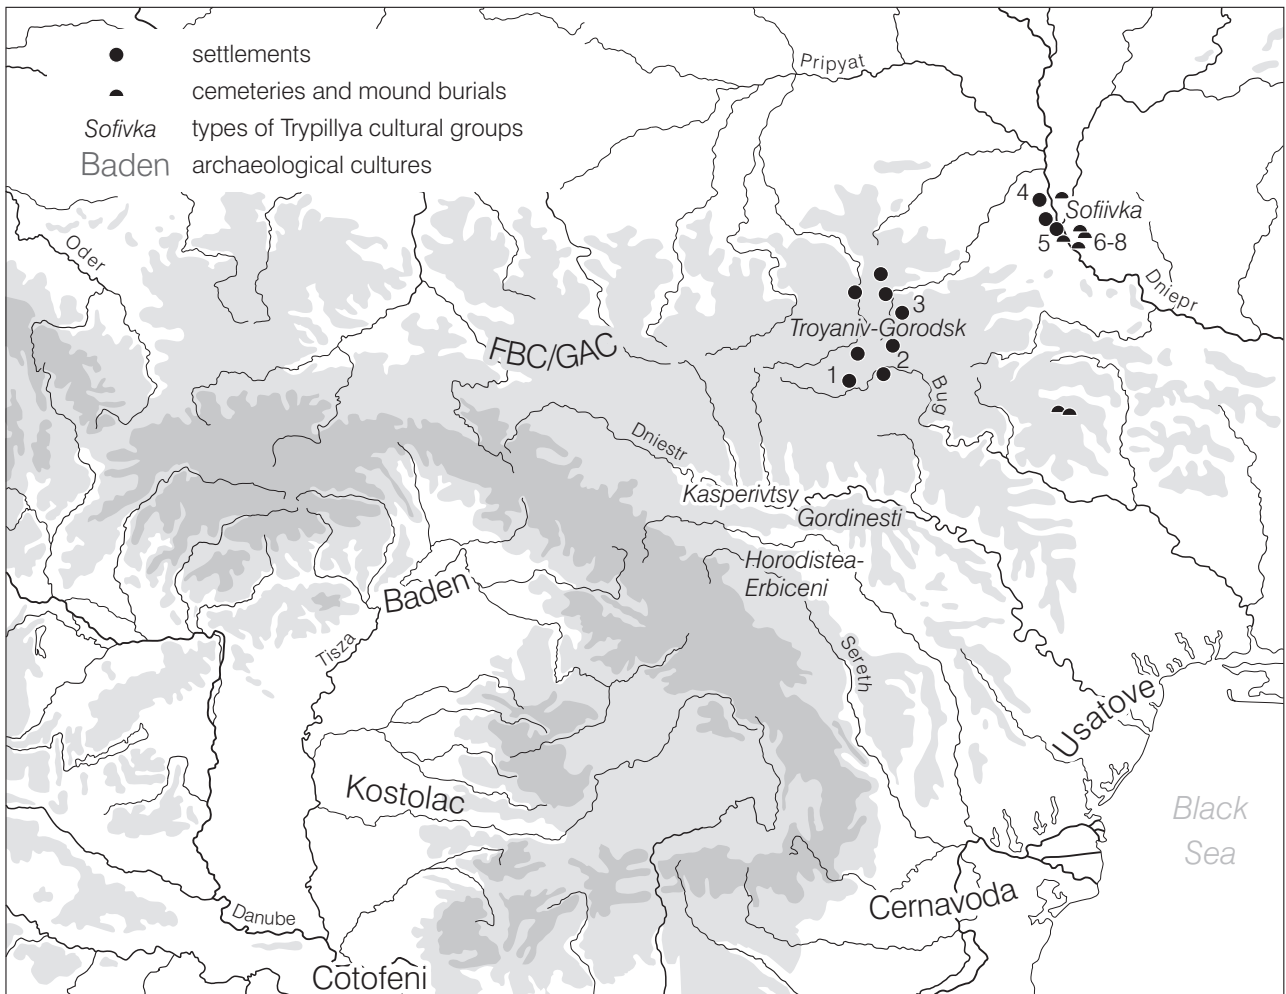 settlements
cemeteries and mound burials
Sofivka types of Trypillya cultural groups
Baden archaeological cultures
Pripyat
4
Sofiivka
5
6-8
Oder
Dniepr
3
Troyaniv-Gorodsk
FBC/GAC
2
1
Bug
Dniestr
Kasperivtsy
Gordinesti
Horodistea-
Erbiceni
Baden
Tisza
Sereth
Usatove
Kostolac
Black
Sea
Cernavoda
Danube
Cotofeni